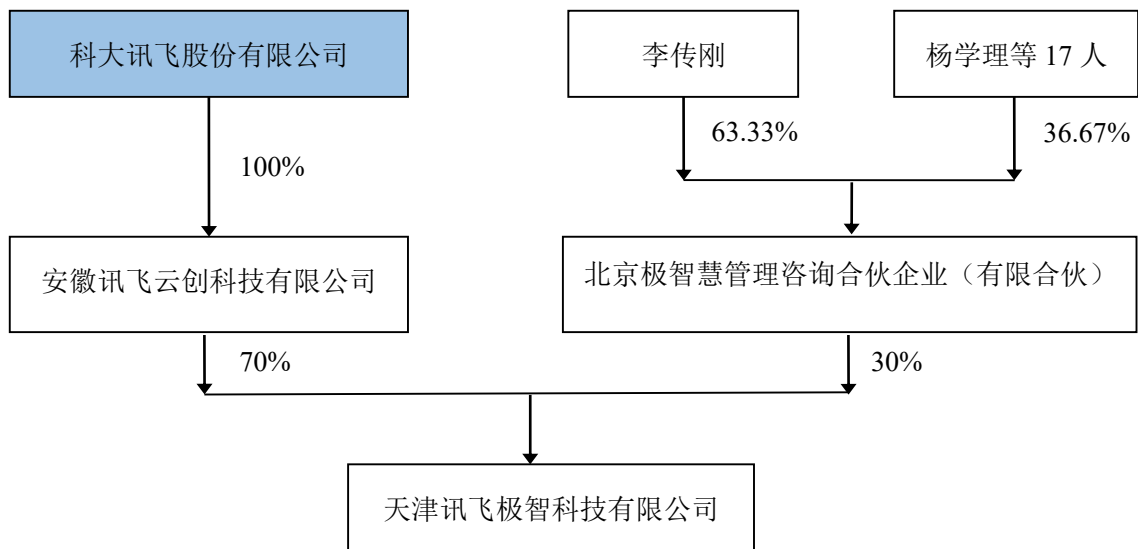 科大讯飞股份有限公司
李传刚
杨学理等 17 人
100%
63.33%
36.67%
安徽讯飞云创科技有限公司
北京极智慧管理咨询合伙企业（有限合伙）
70%
30%
天津讯飞极智科技有限公司